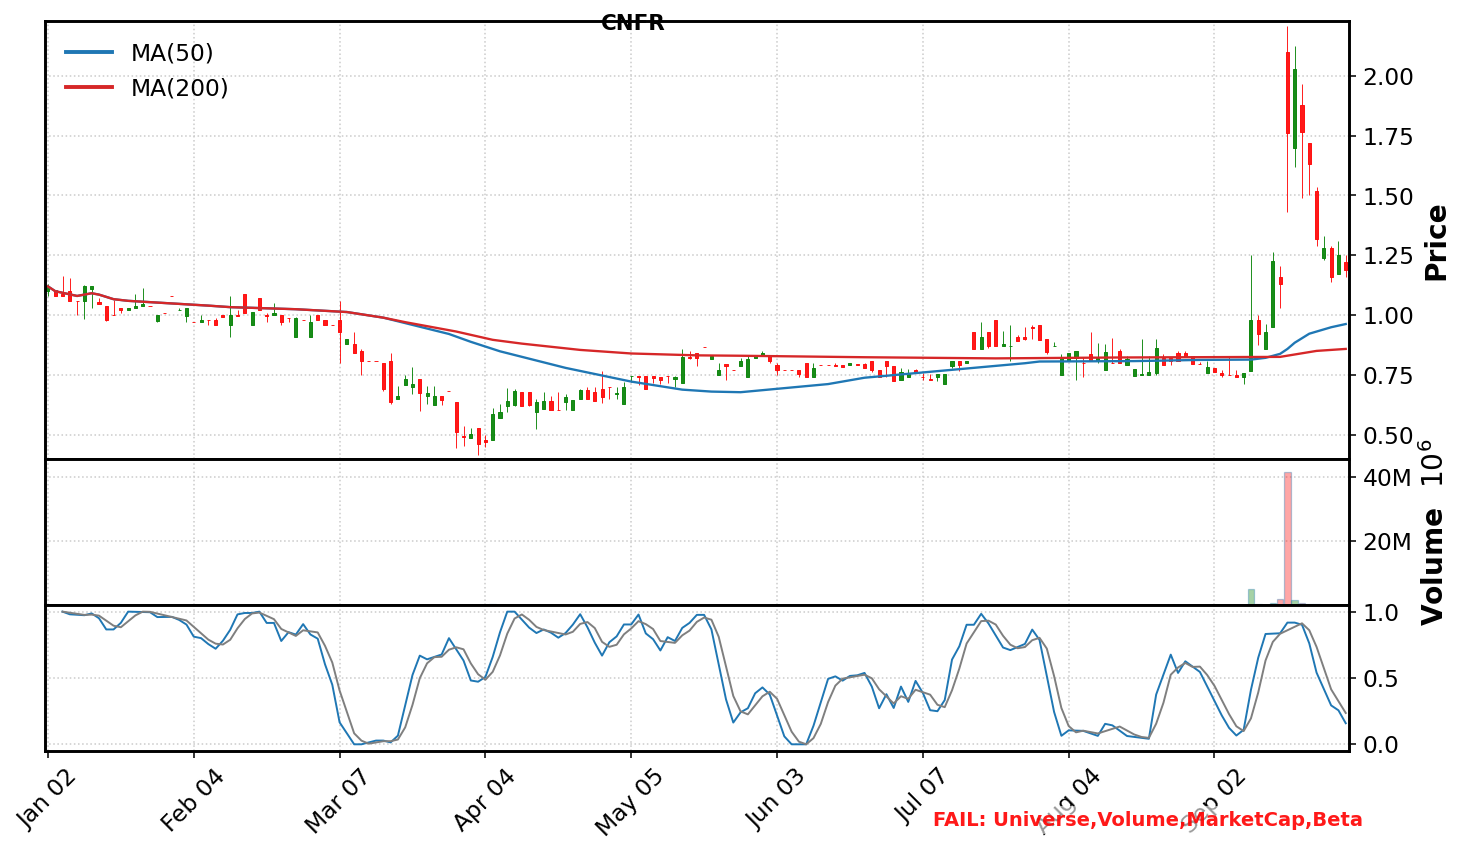 CNFR
MA(50)
MA(200)
2.00
1.75
1.50
1.25
1.00
0.75
0.50
Price
40M
20M
Volume 10^6
1.0
0.5
0.0
Jan 02
Feb 04
Mar 07
Apr 04
May 05
Jun 03
Jul 07
Aug 04
Sep 02
FAIL: Universe,Volume,MarketCap,Beta